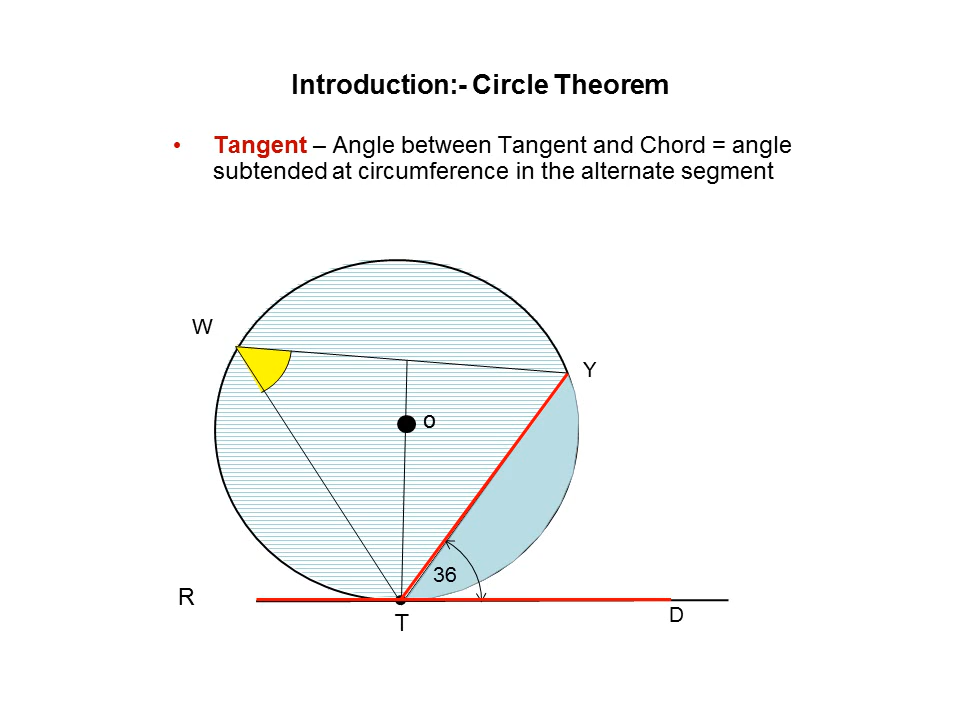 Introduction:- Circle Theorem
• Tangent – Angle between Tangent and Chord = angle
subtended at circumference in the alternate segment
W
Y
o
36
R
D
T